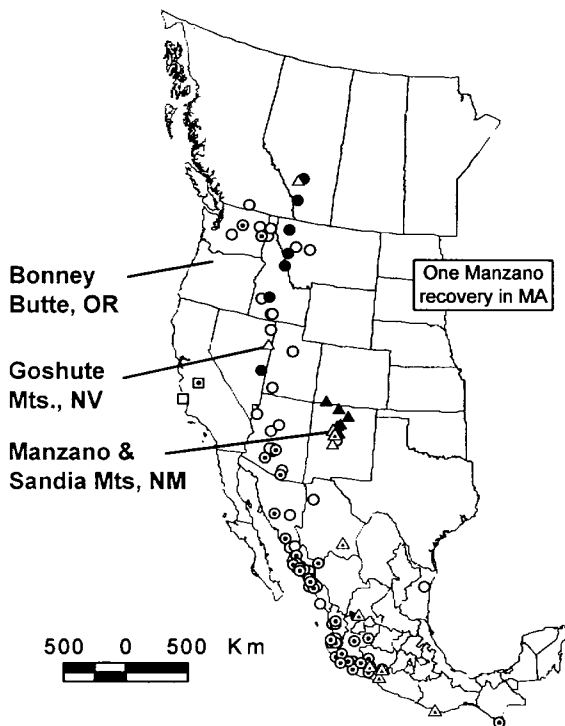 One Manzano
recovery in MA
Bonney
Butte, OR
Goshute
Mts., NV
Manzano &
Sandia Mts, NM
500 0 500 Km